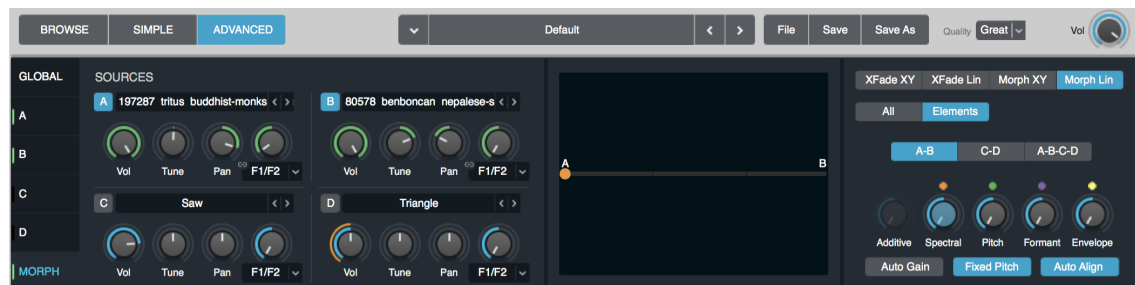 BROWSE SIMPLE ADVANCED Default File Save Save As Quality Great Vol
GLOBAL
A
B
C
D
MORPH
SOURCES
A 197287 tritus buddhist-monks
Vol Tune Pan F1/F2
B 80578 benboncan nepalese-s
Vol Tune Pan F1/F2
C Saw
Vol Tune Pan F1/F2
D Triangle
Vol Tune Pan F1/F2
A B
XFade XY XFade Lin Morph XY Morph Lin
All Elements
A-B C-D A-B-C-D
Additive Spectral Pitch Formant Envelope
Auto Gain Fixed Pitch Auto Align